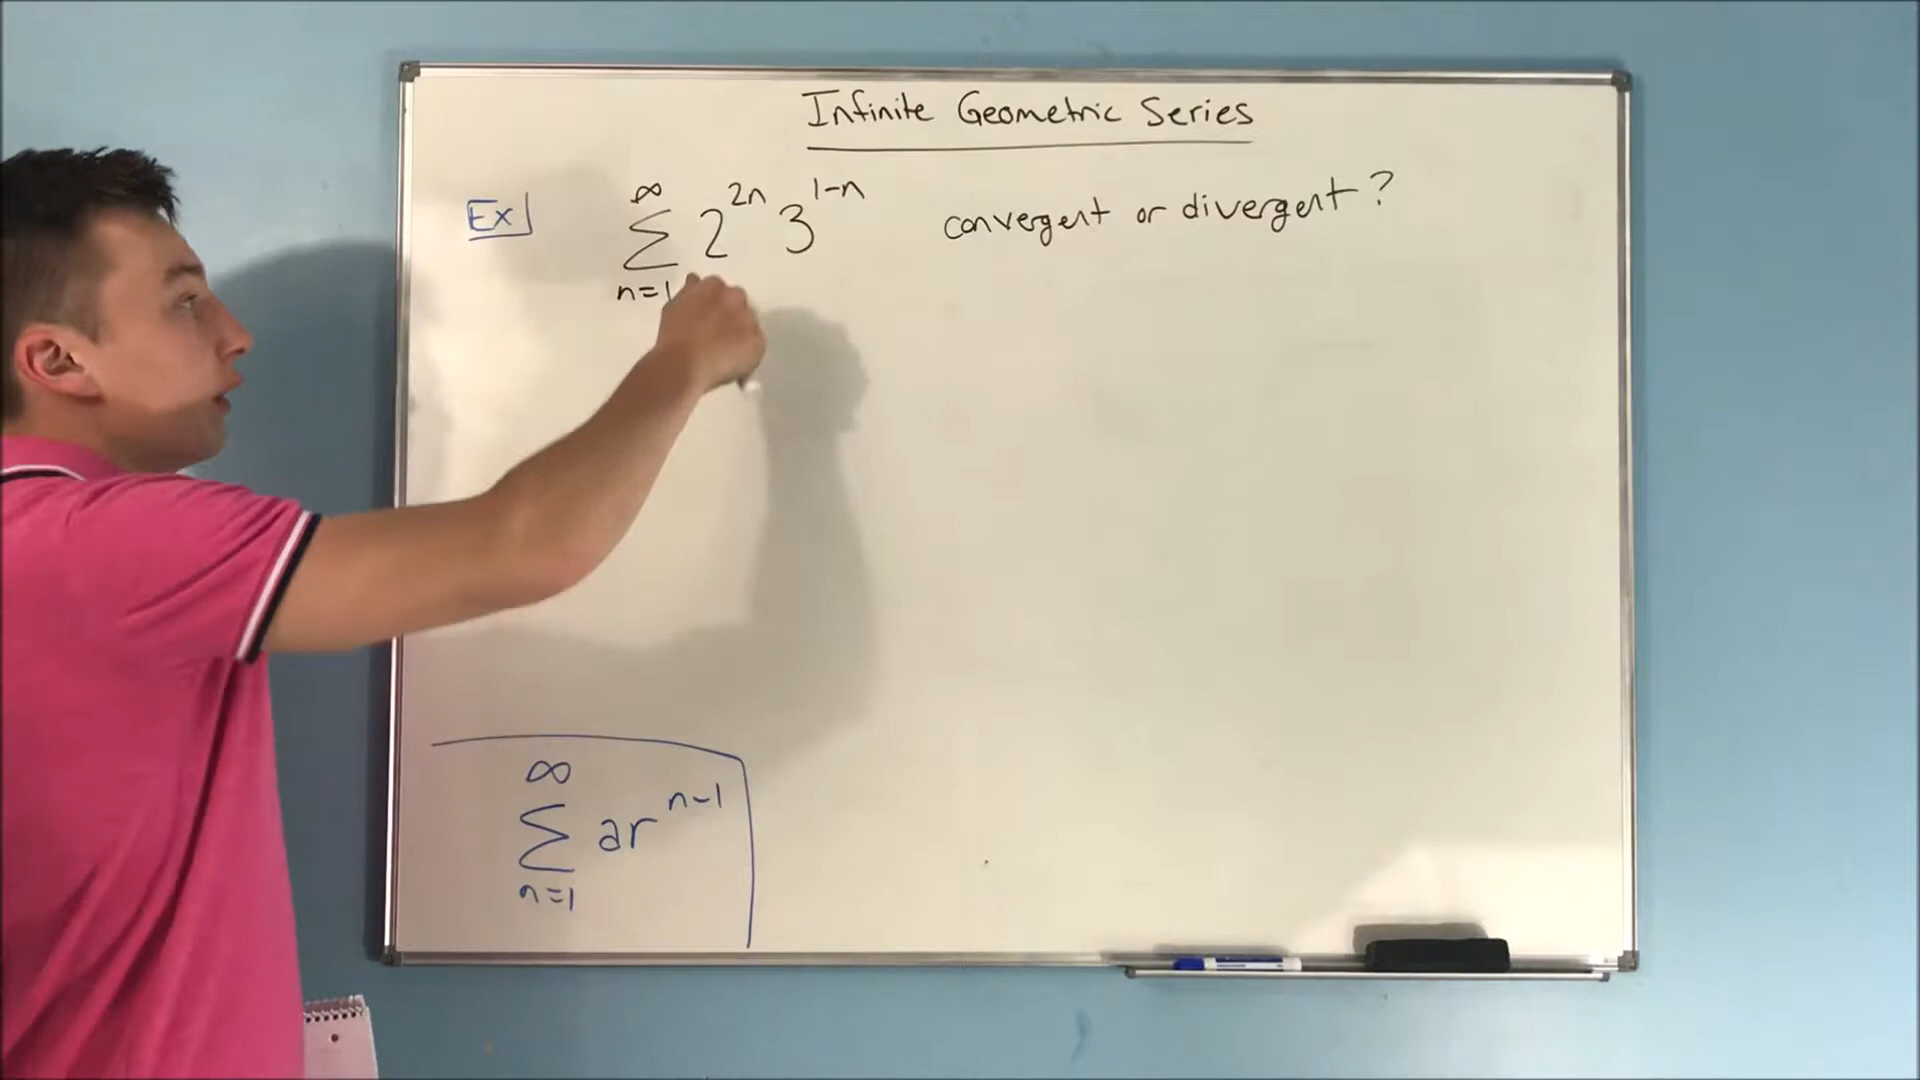 Infinite Geometric Series
Ex
∞
∑ 2^{2n} 3^{1-n} convergent or divergent?
n=1
∞
∑ ar^{n-1}
n=1